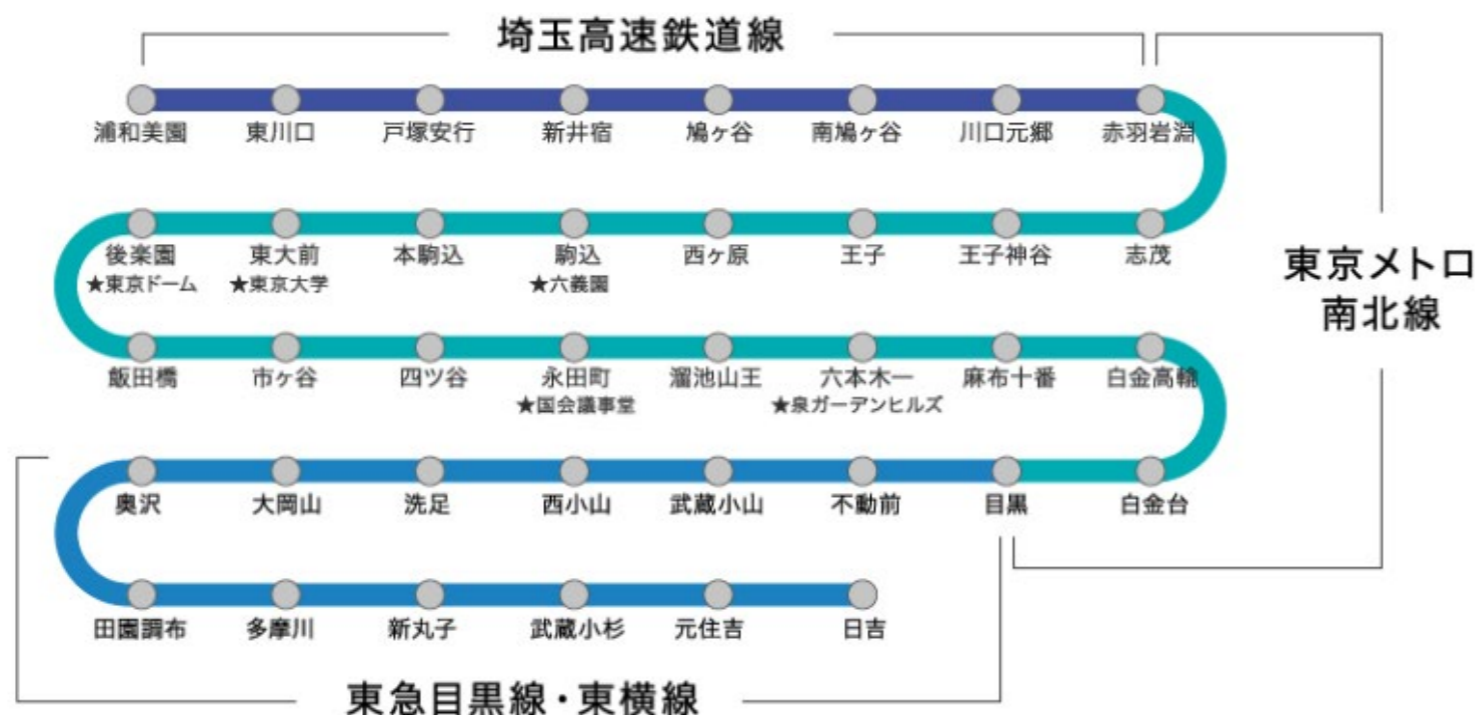 埼玉高速鉄道線
浦和美園 東川口 戸塚安行 新井宿 鳩ヶ谷 南鳩ヶ谷 川口元郷 赤羽岩淵
後楽園 東大前 本駒込 駒込 西ヶ原 王子 王子神谷 志茂
★東京ドーム ★東京大学 ★六義園
東京メトロ
南北線
飯田橋 市ヶ谷 四ツ谷 永田町 溜池山王 六本木一 麻布十番 白金高輪
★国会議事堂 ★泉ガーデンヒルズ
奥沢 大岡山 洗足 西小山 武蔵小山 不動前 目黒 白金台
田園調布 多摩川 新丸子 武蔵小杉 元住吉 日吉
東急目黒線・東横線